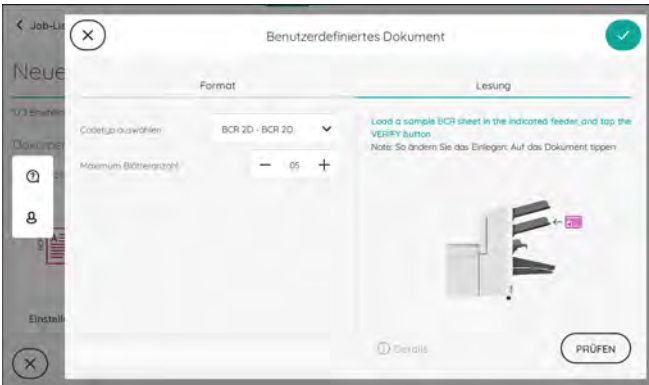 Job-Lis
Benutzerdefiniertes Dokument
Neue
Format
Lesung
Codetyp auswählen
BCR 2D - BCR 2D
Maximum Blätteranzahl
05
Load a sample BCR sheet in the indicated feeder, and tap the
VERIFY button
Note: So ändern Sie das Einlegen: Auf das Dokument tippen
Einstell
Details
PRÜFEN